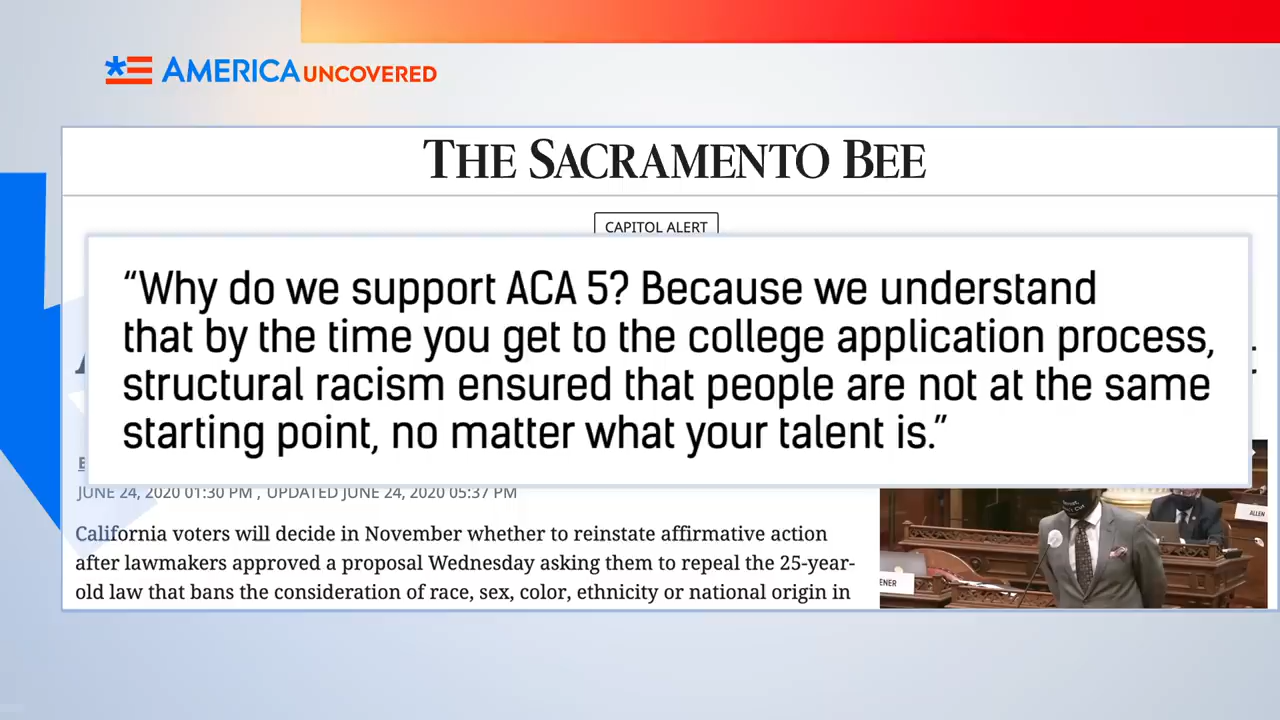 AMERICA UNCOVERED
THE SACRAMENTO BEE
CAPITOL ALERT
“Why do we support ACA 5? Because we understand
that by the time you get to the college application process,
structural racism ensured that people are not at the same
starting point, no matter what your talent is.”
JUNE 24, 2020 01:30 PM , UPDATED JUNE 24, 2020 05:37 PM
California voters will decide in November whether to reinstate affirmative action
after lawmakers approved a proposal Wednesday asking them to repeal the 25-year-
old law that bans the consideration of race, sex, color, ethnicity or national origin in
ALLEN